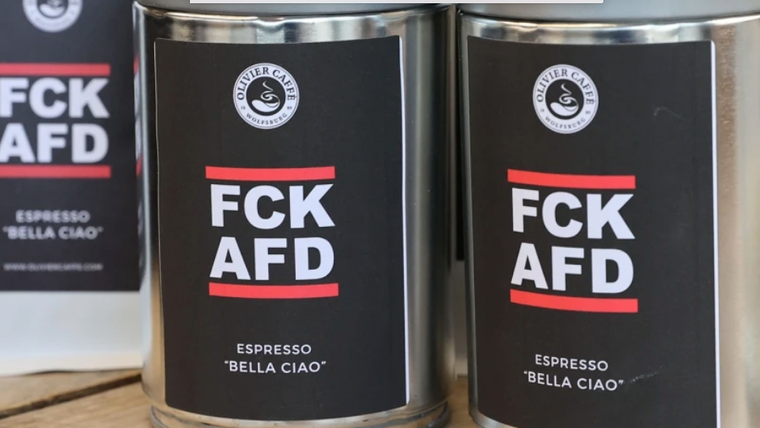 FCK
AFD
ESPRESSO
"BELLA CIAO"
WWW.OLIVIERCAFFE.COM
OLIVIER CAFFÈ
WOLFSBURG
FCK
AFD
ESPRESSO
"BELLA CIAO"
OLIVIER CAFFÈ
WOLFSBURG
FCK
AFD
ESPRESSO
"BELLA CIAO"